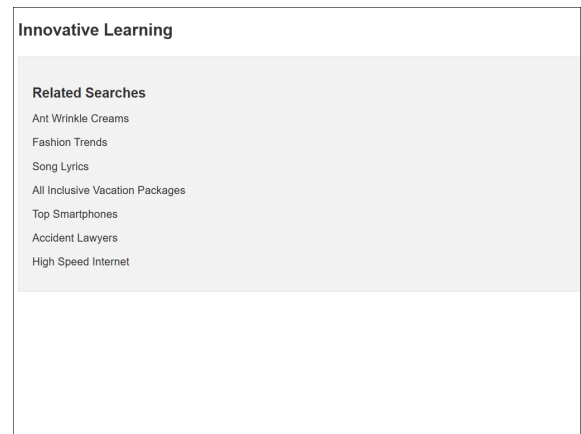 Innovative Learning
Related Searches
Ant Wrinkle Creams
Fashion Trends
Song Lyrics
All Inclusive Vacation Packages
Top Smartphones
Accident Lawyers
High Speed Internet